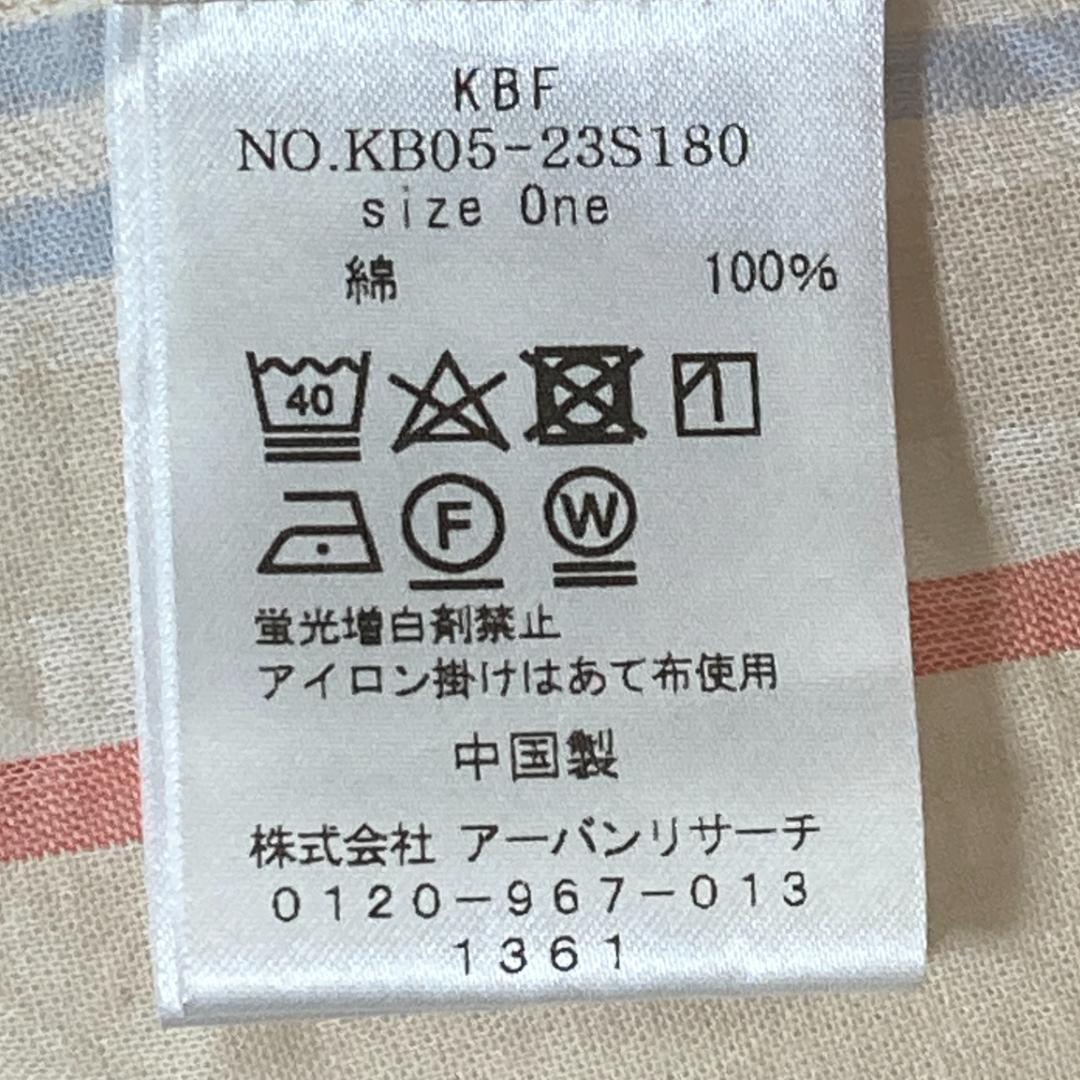 KBF
NO.KB05-23S180
size One
綿 100%
40
F W
蛍光増白剤禁止
アイロン掛けはあて布使用
中国製
株式会社 アーバンリサーチ
0120-967-013
1361